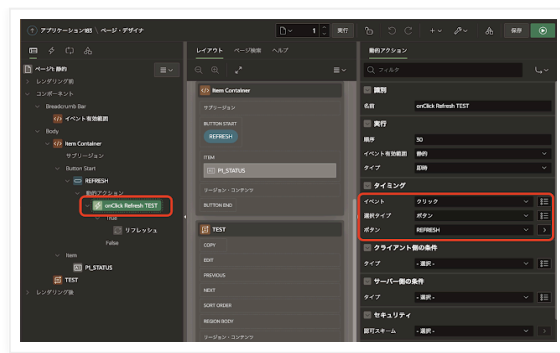 アプリケーション183 \ ページ・デザイナ
1
実行
保存
ページ1: 静的
レンダリング前
コンポーネント
Breadcrumb Bar
イベント有効範囲
Body
Item Container
サブリージョン
Button Start
REFRESH
動的アクション
onClick Refresh TEST
True
リフレッシュ
False
Item
P1_STATUS
TEST
レンダリング後
レイアウト ページ検索 ヘルプ
Item Container
サブリージョン
BUTTON START
REFRESH
ITEM
P1_STATUS
リージョン・コンテンツ
BUTTON END
TEST
COPY
EDIT
PREVIOUS
NEXT
SORT ORDER
REGION BODY
リージョン・コンテンツ
動的アクション
フィルタ
識別
名前 onClick Refresh TEST
実行
順序 30
イベント有効範囲 静的
タイプ 即時
タイミング
イベント クリック
選択タイプ ボタン
ボタン REFRESH
クライアント側の条件
タイプ - 選択 -
サーバー側の条件
タイプ - 選択 -
セキュリティ
認可スキーム - 選択 -